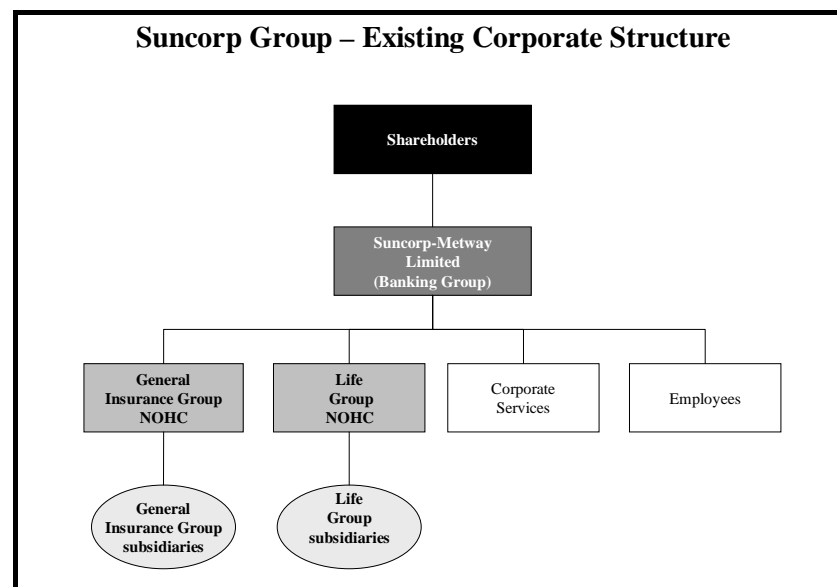 Suncorp Group – Existing Corporate Structure
Shareholders
Suncorp-Metway
Limited
(Banking Group)
General
Insurance Group
NOHC
Life
Group
NOHC
Corporate
Services
Employees
General
Insurance Group
subsidiaries
Life
Group
subsidiaries